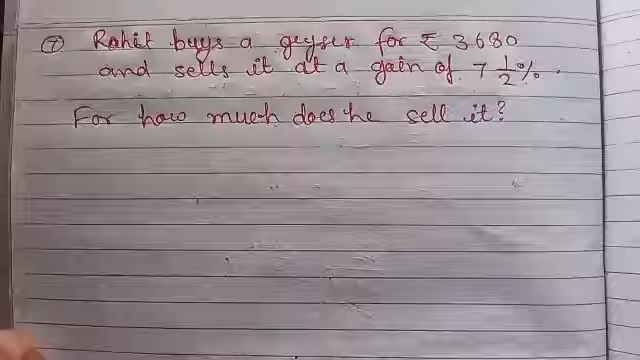 ⑦ Rohit buys a geyser for ₹ 3680
and sells it at a gain of 7 1/2 % .
For how much does he sell it?